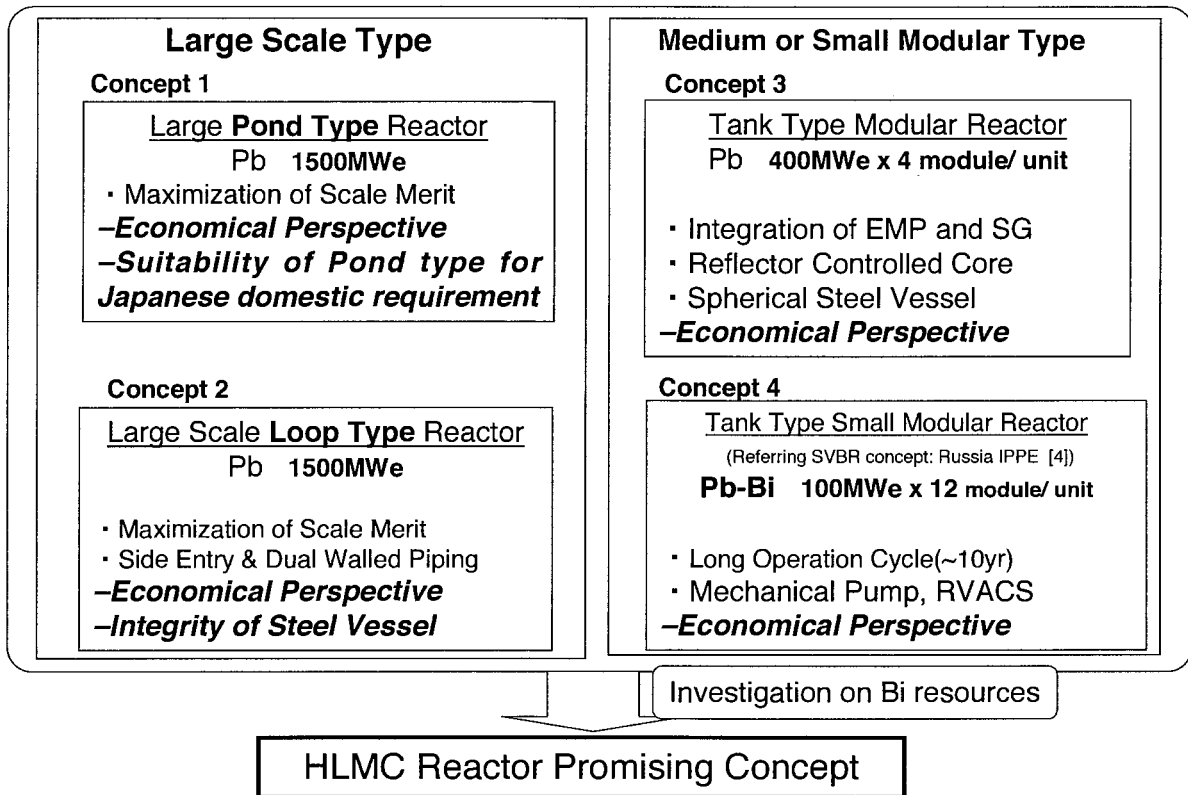 Large Scale Type
Concept 1
Large Pond Type Reactor
Pb 1500MWe
・Maximization of Scale Merit
–Economical Perspective
–Suitability of Pond type for
Japanese domestic requirement
Concept 2
Large Scale Loop Type Reactor
Pb 1500MWe
・Maximization of Scale Merit
・Side Entry & Dual Walled Piping
–Economical Perspective
–Integrity of Steel Vessel
Medium or Small Modular Type
Concept 3
Tank Type Modular Reactor
Pb 400MWe x 4 module/ unit
・Integration of EMP and SG
・Reflector Controlled Core
・Spherical Steel Vessel
–Economical Perspective
Concept 4
Tank Type Small Modular Reactor
(Referring SVBR concept: Russia IPPE [4])
Pb-Bi 100MWe x 12 module/ unit
・Long Operation Cycle(~10yr)
・Mechanical Pump, RVACS
–Economical Perspective
Investigation on Bi resources
HLMC Reactor Promising Concept